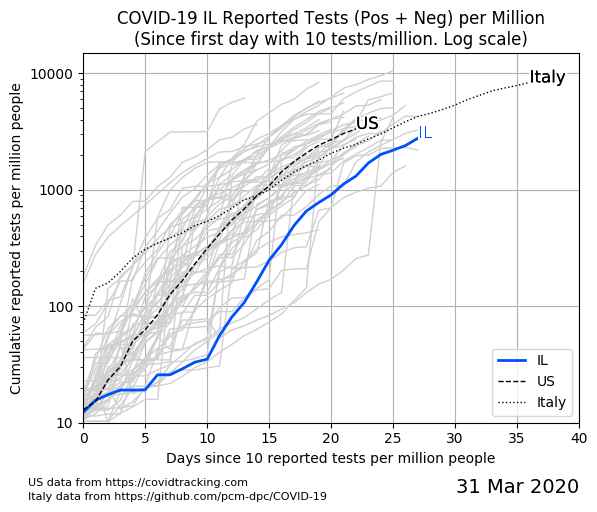 COVID-19 IL Reported Tests (Pos + Neg) per Million
(Since first day with 10 tests/million. Log scale)
Cumulative reported tests per million people
10000
1000
100
10
Italy
US
IL
IL
US
Italy
0 5 10 15 20 25 30 35 40
Days since 10 reported tests per million people
US data from https://covidtracking.com
Italy data from https://github.com/pcm-dpc/COVID-19
31 Mar 2020